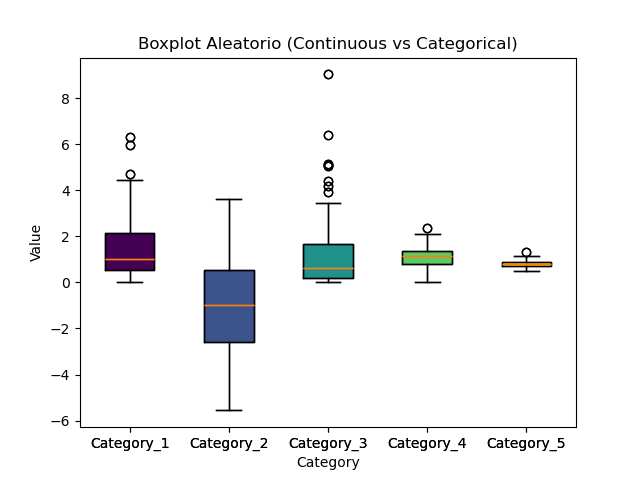 Boxplot Aleatorio (Continuous vs Categorical)
Value
8
6
4
2
0
−2
−4
−6
Category_1 Category_2 Category_3 Category_4 Category_5
Category